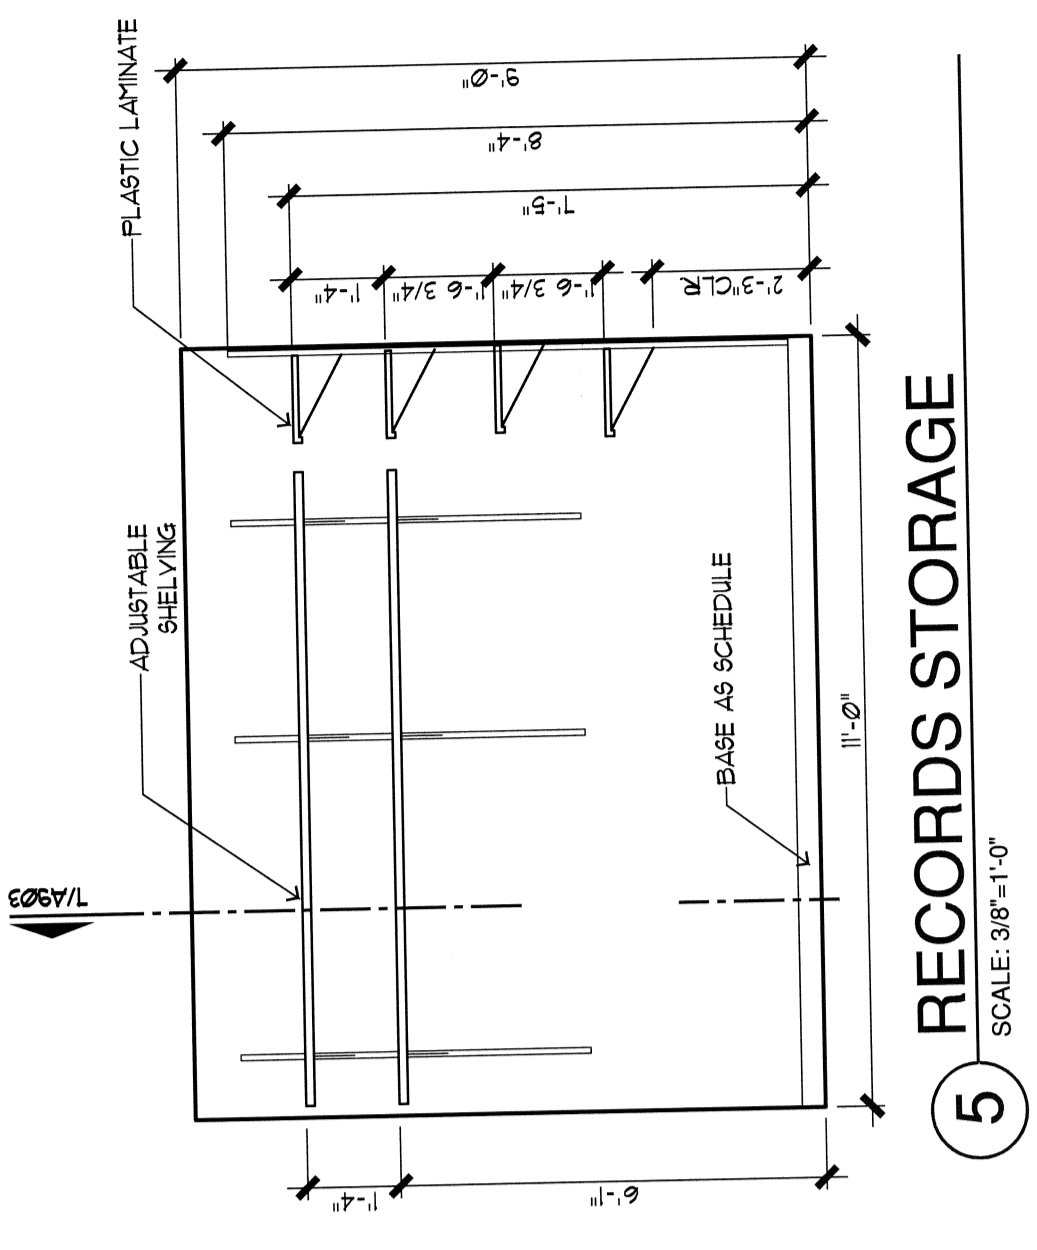 PLASTIC LAMINATE
ADJUSTABLE
SHELVING
7/A903
9'-0"
8'-4"
7'-5"
1'-4"
1'-6 3/4"
1'-6 3/4"
2'-3"CLR
BASE AS SCHEDULE
1'-4"
6'-1"
11'-0"
5
RECORDS STORAGE
SCALE: 3/8"=1'-0"